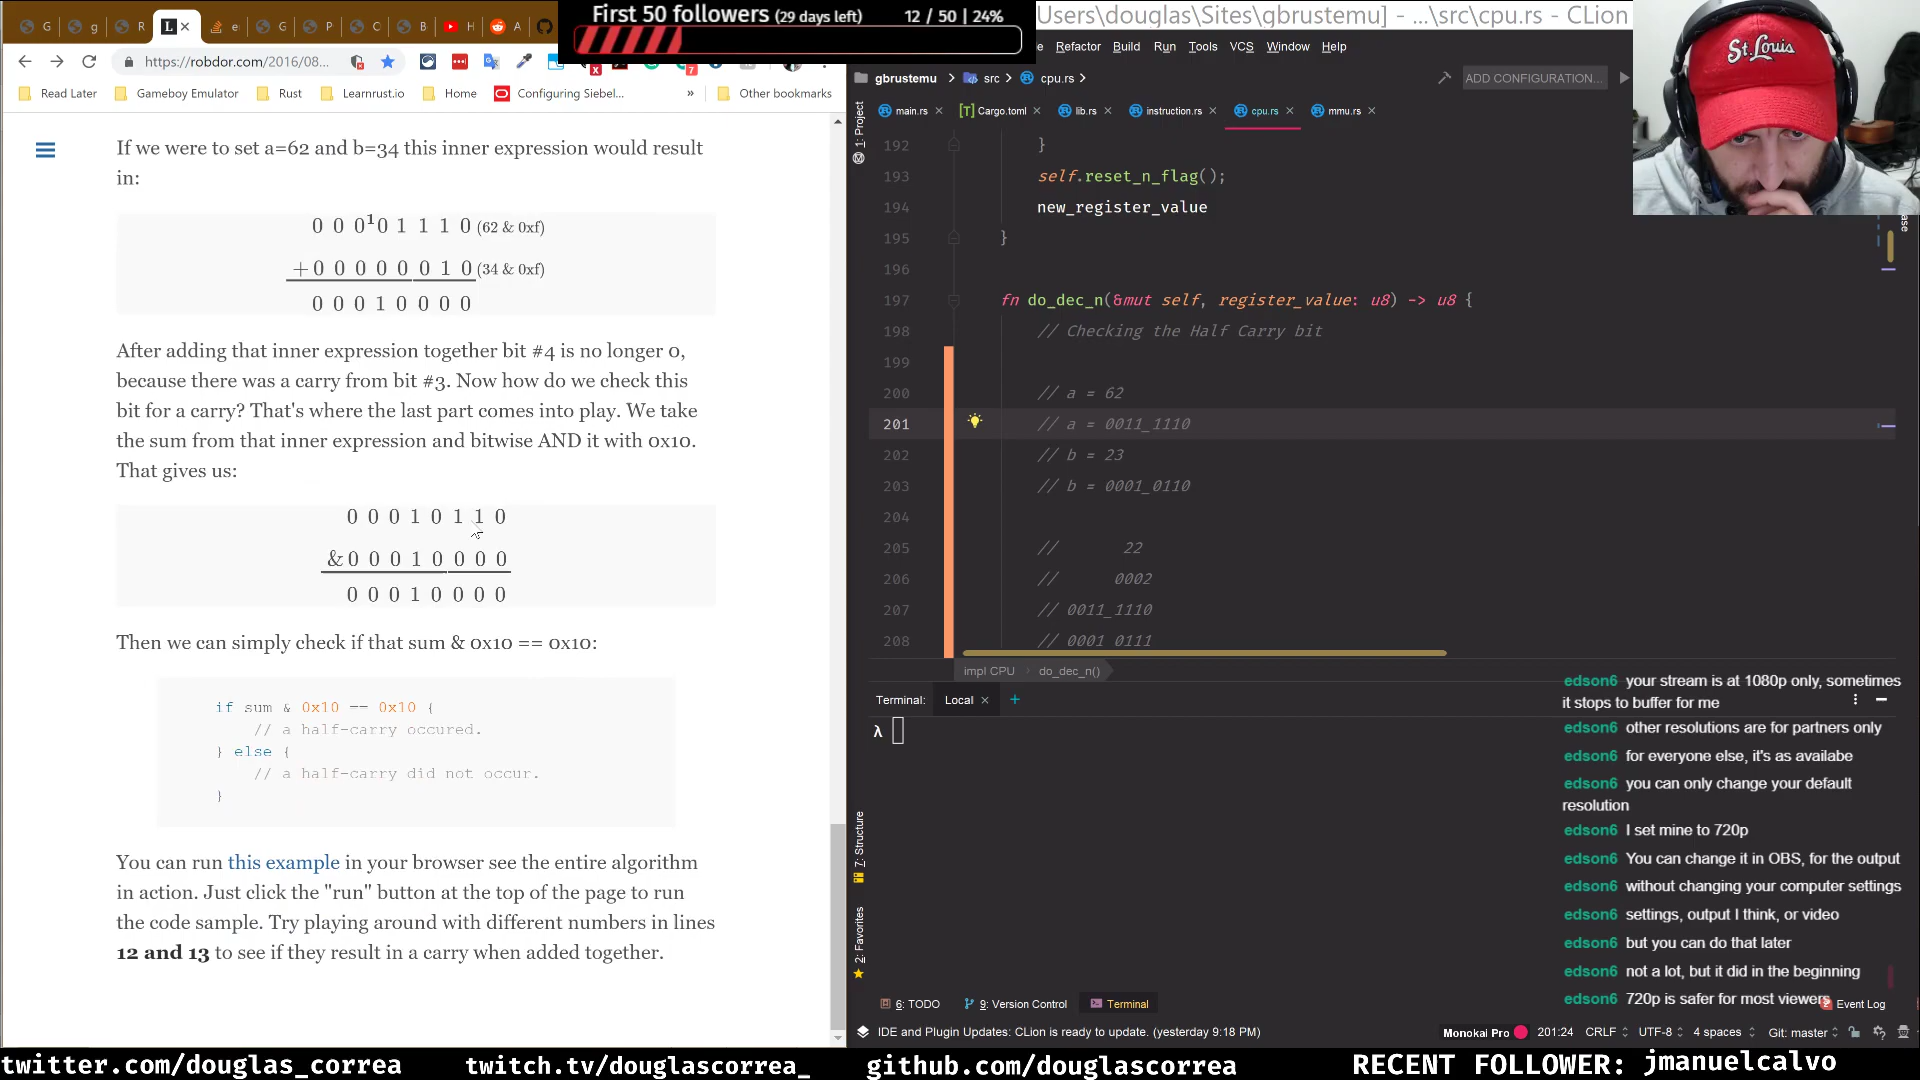 First 50 followers (29 days left) 12 / 50 | 24%
Users\douglas\Sites\gbrustemu] - ...\src\cpu.rs - CLion
https://robdor.com/2016/08...
Refactor Build Run Tools VCS Window Help
gbrustemu src cpu.rs
ADD CONFIGURATION...
Read Later Gameboy Emulator Rust Learnrust.io Home Configuring Siebel... » Other bookmarks
main.rs Cargo.toml lib.rs instruction.rs cpu.rs mmu.rs
St.Louis
If we were to set a=62 and b=34 this inner expression would result
in:
0 0 0¹0 1 1 1 0 (62 & 0xf)
+0 0 0 0 0 0 1 0 (34 & 0xf)
0 0 0 1 0 0 0 0
After adding that inner expression together bit #4 is no longer 0,
because there was a carry from bit #3. Now how do we check this
bit for a carry? That's where the last part comes into play. We take
the sum from that inner expression and bitwise AND it with 0x10.
That gives us:
0 0 0 1 0 1 1 0
&0 0 0 1 0 0 0 0
0 0 0 1 0 0 0 0
Then we can simply check if that sum & 0x10 == 0x10:
if sum & 0x10 == 0x10 {
// a half-carry occured.
} else {
// a half-carry did not occur.
}
You can run this example in your browser see the entire algorithm
in action. Just click the "run" button at the top of the page to run
the code sample. Try playing around with different numbers in lines
12 and 13 to see if they result in a carry when added together.
1: Project
7: Structure
2: Favorites
192 }
193 self.reset_n_flag();
194 new_register_value
195 }
196
197 fn do_dec_n(&mut self, register_value: u8) -> u8 {
198 // Checking the Half Carry bit
199
200 // a = 62
201 // a = 0011_1110
202 // b = 23
203 // b = 0001_0110
204
205 // 22
206 // 0002
207 // 0011_1110
208 // 0001_0111
impl CPU do_dec_n()
Terminal: Local +
λ
edson6 your stream is at 1080p only, sometimes
it stops to buffer for me
edson6 other resolutions are for partners only
edson6 for everyone else, it's as availabe
edson6 you can only change your default
resolution
edson6 I set mine to 720p
edson6 You can change it in OBS, for the output
edson6 without changing your computer settings
edson6 settings, output I think, or video
edson6 but you can do that later
edson6 not a lot, but it did in the beginning
edson6 720p is safer for most viewers
6: TODO 9: Version Control Terminal
2 Event Log
IDE and Plugin Updates: CLion is ready to update. (yesterday 9:18 PM)
Monokai Pro 201:24 CRLF UTF-8 4 spaces Git: master
twitter.com/douglas_correa twitch.tv/douglascorrea_ github.com/douglascorrea RECENT FOLLOWER: jmanuelcalvo